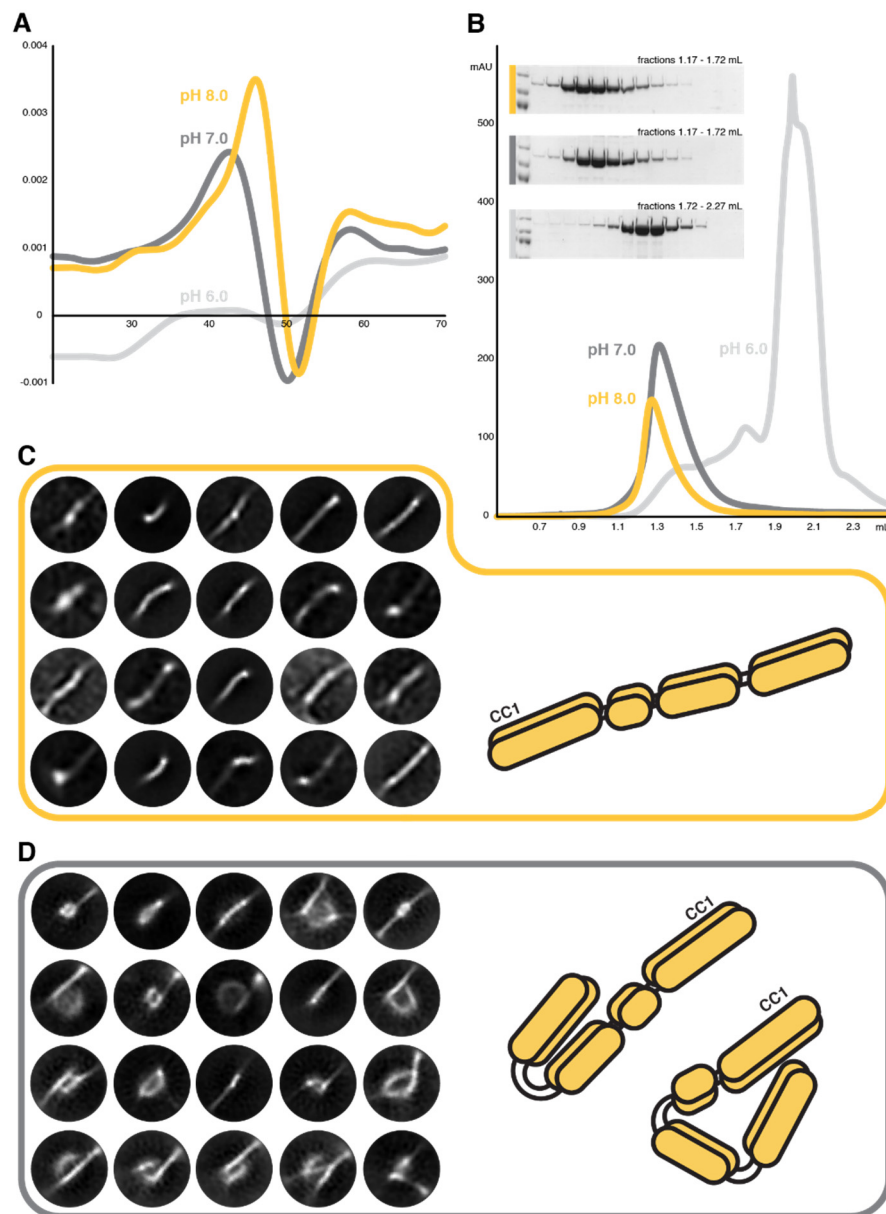 A
0.004
0.003
0.002
0.001
0
-0.001
30
40
50
60
70
pH 8.0
pH 7.0
pH 6.0
B
mAU
500
400
300
200
100
0
0.7
0.9
1.1
1.3
1.5
1.7
1.9
2.1
2.3
mL
fractions 1.17 - 1.72 mL
fractions 1.17 - 1.72 mL
fractions 1.72 - 2.27 mL
pH 7.0
pH 6.0
pH 8.0
C
CC1
D
CC1
CC1